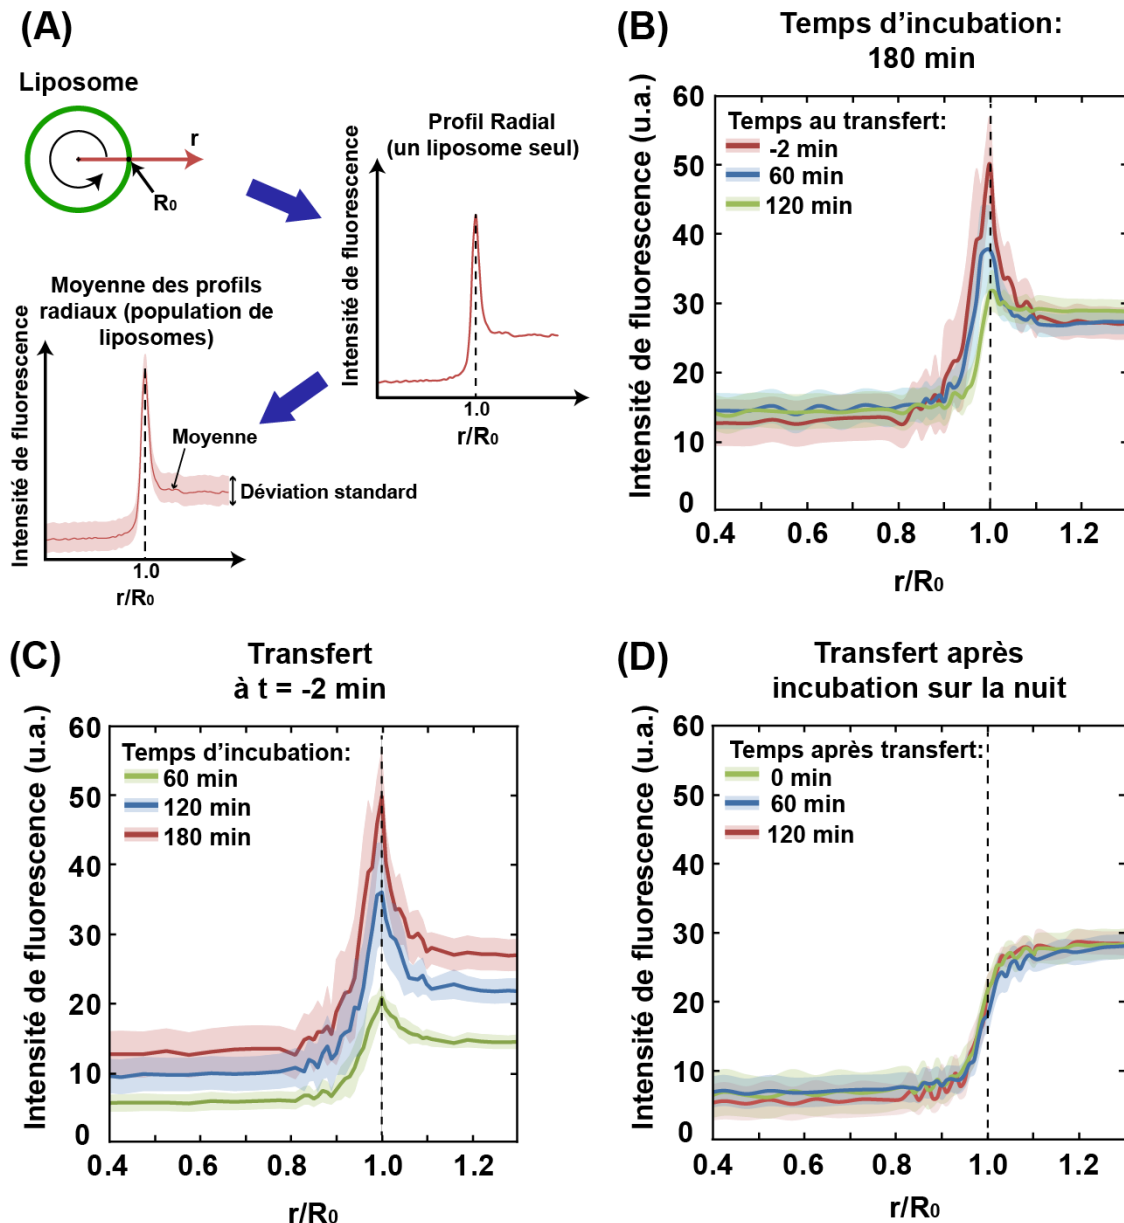 (A)
Liposome
r
R0
Profil Radial
(un liposome seul)
Intensité de fluorescence
1.0
r/R0
Moyenne des profils
radiaux (population de
liposomes)
Intensité de fluorescence
Moyenne
Déviation standard
1.0
r/R0
(B)
Temps d’incubation:
180 min
Intensité de fluorescence (u.a.)
Temps au transfert:
-2 min
60 min
120 min
60
50
40
30
20
10
0
0.4 0.6 0.8 1.0 1.2
r/R0
(C)
Transfert
à t = -2 min
Intensité de fluorescence (u.a.)
Temps d’incubation:
60 min
120 min
180 min
60
50
40
30
20
10
0
0.4 0.6 0.8 1.0 1.2
r/R0
(D)
Transfert après
incubation sur la nuit
Intensité de fluorescence (u.a.)
Temps après transfert:
0 min
60 min
120 min
60
50
40
30
20
10
0
0.4 0.6 0.8 1.0 1.2
r/R0